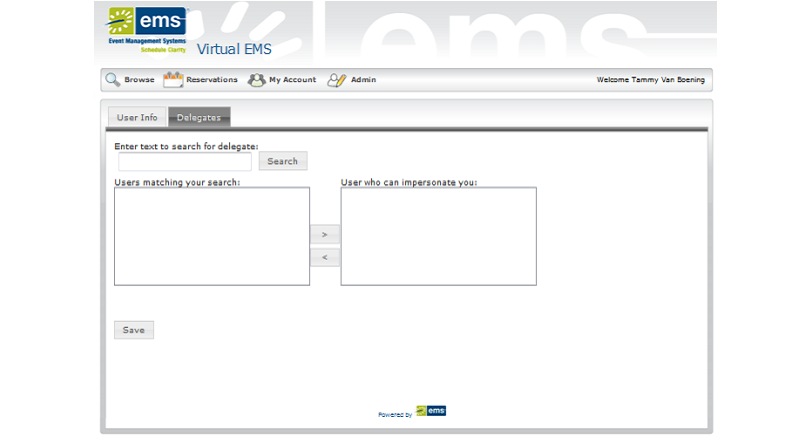 ems
Event Management Systems
Schedule Clarity
Virtual EMS
ems
Browse Reservations My Account Admin Welcome Tammy Van Boening
User Info Delegates
Enter text to search for delegate:
Search
Users matching your search: User who can impersonate you:
>
<
Save
Powered by ems